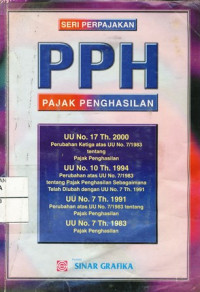 SERI PERPAJAKAN
PPH
PAJAK PENGHASILAN
UU No. 17 Th. 2000
Perubahan Ketiga atas UU No. 7/1983
tentang
Pajak Penghasilan
UU No. 10 Th. 1994
Perubahan atas UU No. 7/1983
tentang Pajak Penghasilan Sebagaimana
Telah Diubah dengan UU No. 7 Th. 1991
UU No. 7 Th. 1991
Perubahan atas UU No. 7/1983 tentang
Pajak Penghasilan
UU No. 7 Th. 1983
Pajak Penghasilan
SINAR GRAFIKA